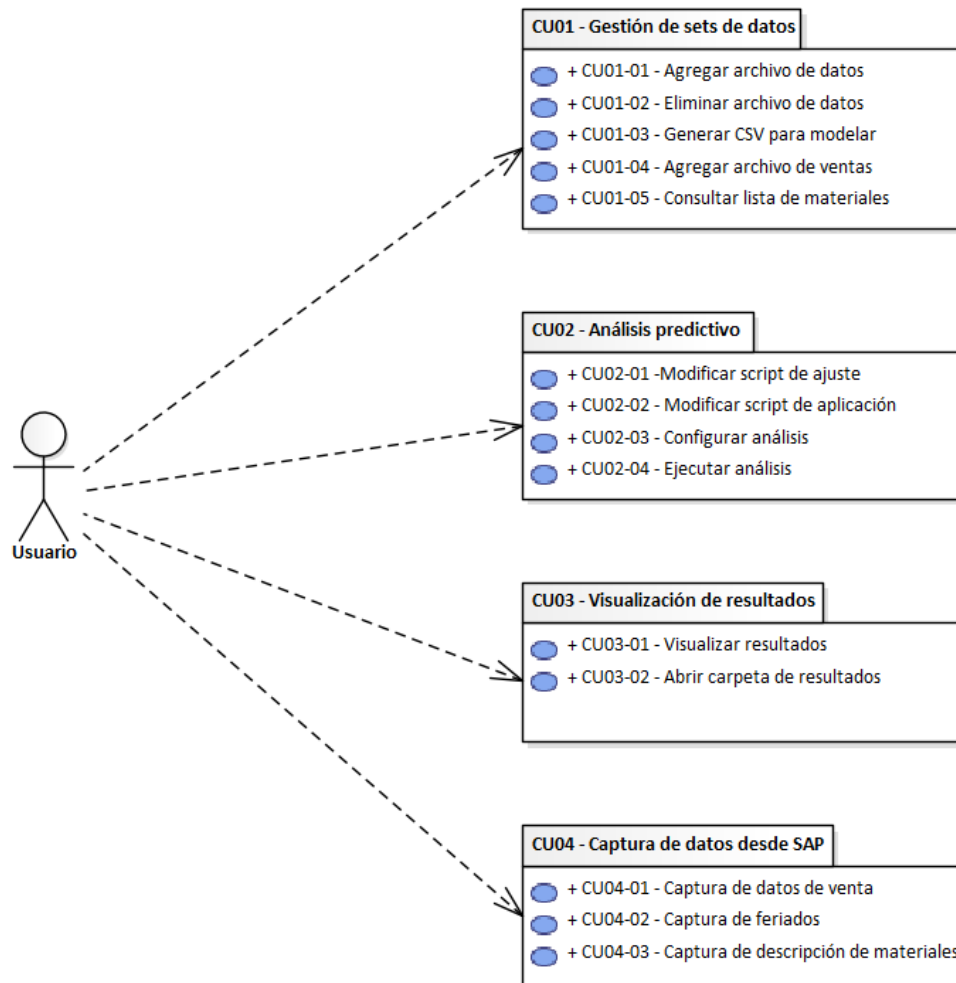 CU01 - Gestión de sets de datos
+ CU01-01 - Agregar archivo de datos
+ CU01-02 - Eliminar archivo de datos
+ CU01-03 - Generar CSV para modelar
+ CU01-04 - Agregar archivo de ventas
+ CU01-05 - Consultar lista de materiales
CU02 - Análisis predictivo
+ CU02-01 -Modificar script de ajuste
+ CU02-02 - Modificar script de aplicación
+ CU02-03 - Configurar análisis
+ CU02-04 - Ejecutar análisis
Usuario
CU03 - Visualización de resultados
+ CU03-01 - Visualizar resultados
+ CU03-02 - Abrir carpeta de resultados
CU04 - Captura de datos desde SAP
+ CU04-01 - Captura de datos de venta
+ CU04-02 - Captura de feriados
+ CU04-03 - Captura de descripción de materiales